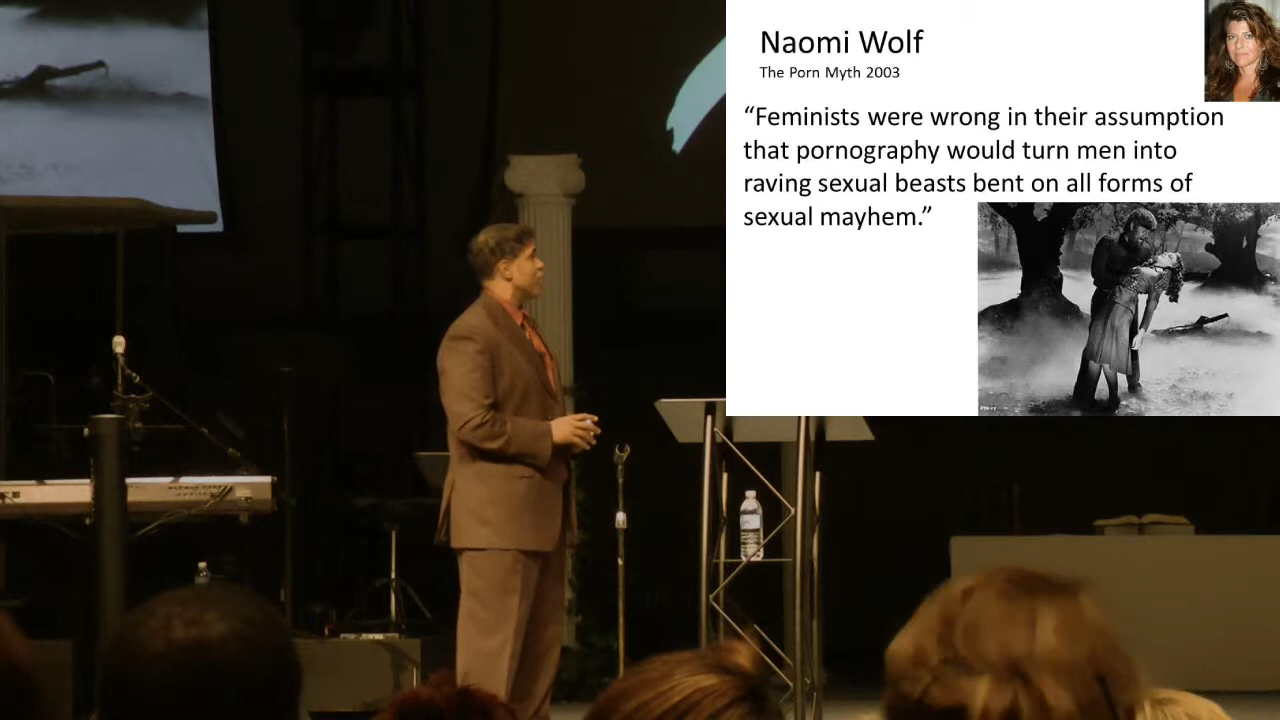 Naomi Wolf
The Porn Myth 2003
“Feminists were wrong in their assumption
that pornography would turn men into
raving sexual beasts bent on all forms of
sexual mayhem.”